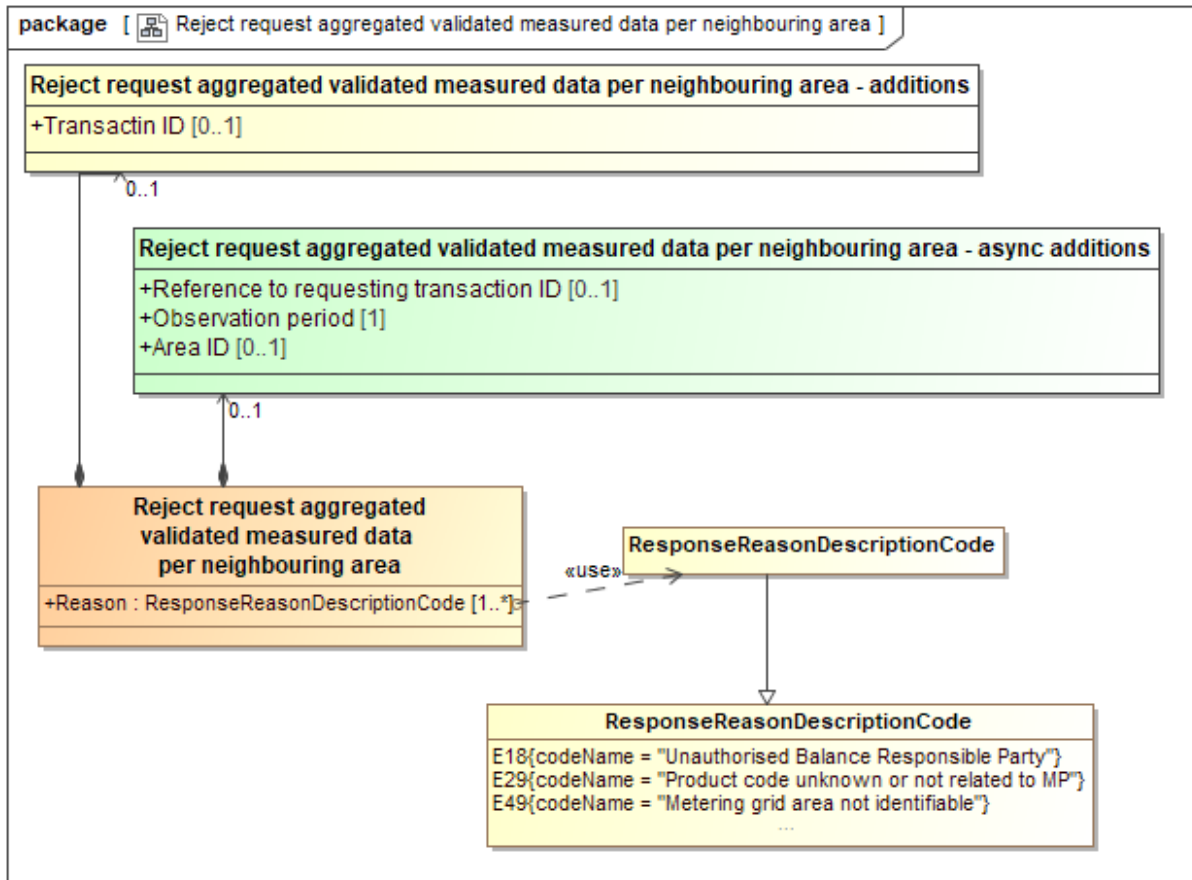 package [ Reject request aggregated validated measured data per neighbouring area ]
Reject request aggregated validated measured data per neighbouring area - additions
+Transactin ID [0..1]
0..1
Reject request aggregated validated measured data per neighbouring area - async additions
+Reference to requesting transaction ID [0..1]
+Observation period [1]
+Area ID [0..1]
0..1
Reject request aggregated
validated measured data
per neighbouring area
+Reason : ResponseReasonDescriptionCode [1..*]
«use»
ResponseReasonDescriptionCode
ResponseReasonDescriptionCode
E18{codeName = "Unauthorised Balance Responsible Party"}
E29{codeName = "Product code unknown or not related to MP"}
E49{codeName = "Metering grid area not identifiable"}
...